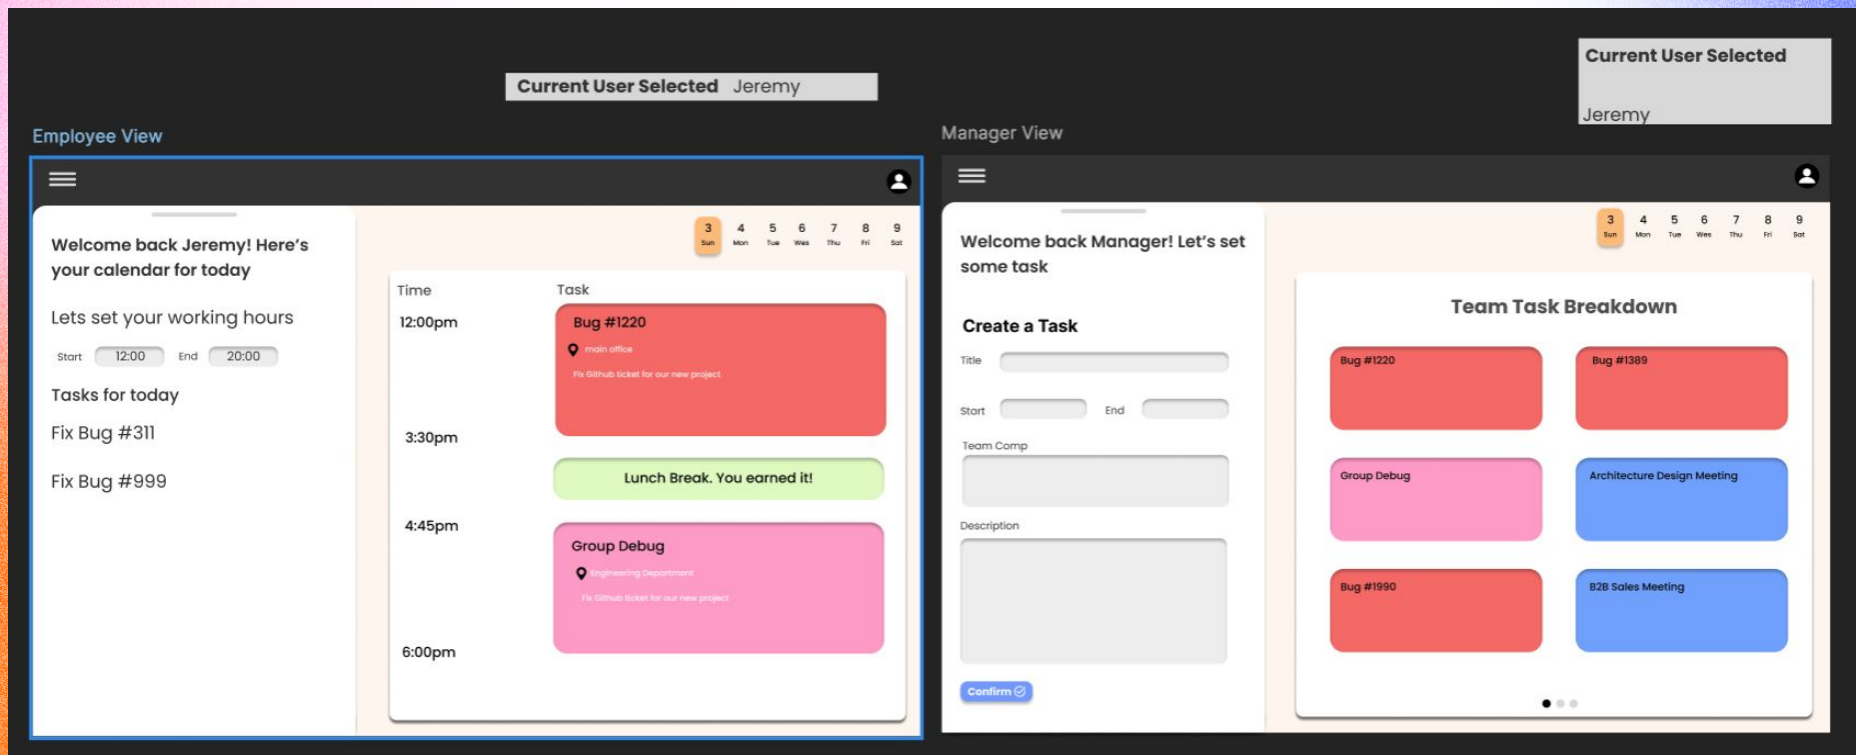 Current User Selected Jeremy
Current User Selected
Jeremy
Employee View
Welcome back Jeremy! Here's
your calendar for today
Lets set your working hours
Start 12:00 End 20:00
Tasks for today
Fix Bug #311
Fix Bug #999
3 4 5 6 7 8 9
Sun Mon Tue Wes Thu Fri Sat
Time Task
12:00pm
Bug #1220
main office
Fix Github ticket for our new project
3:30pm
Lunch Break. You earned it!
4:45pm
Group Debug
Engineering Department
Fix Github ticket for our new project
6:00pm
Manager View
Welcome back Manager! Let's set
some task
Create a Task
Title
Start End
Team Comp
Description
Confirm
3 4 5 6 7 8 9
Sun Mon Tue Wes Thu Fri Sat
Team Task Breakdown
Bug #1220
Bug #1389
Group Debug
Architecture Design Meeting
Bug #1990
B2B Sales Meeting